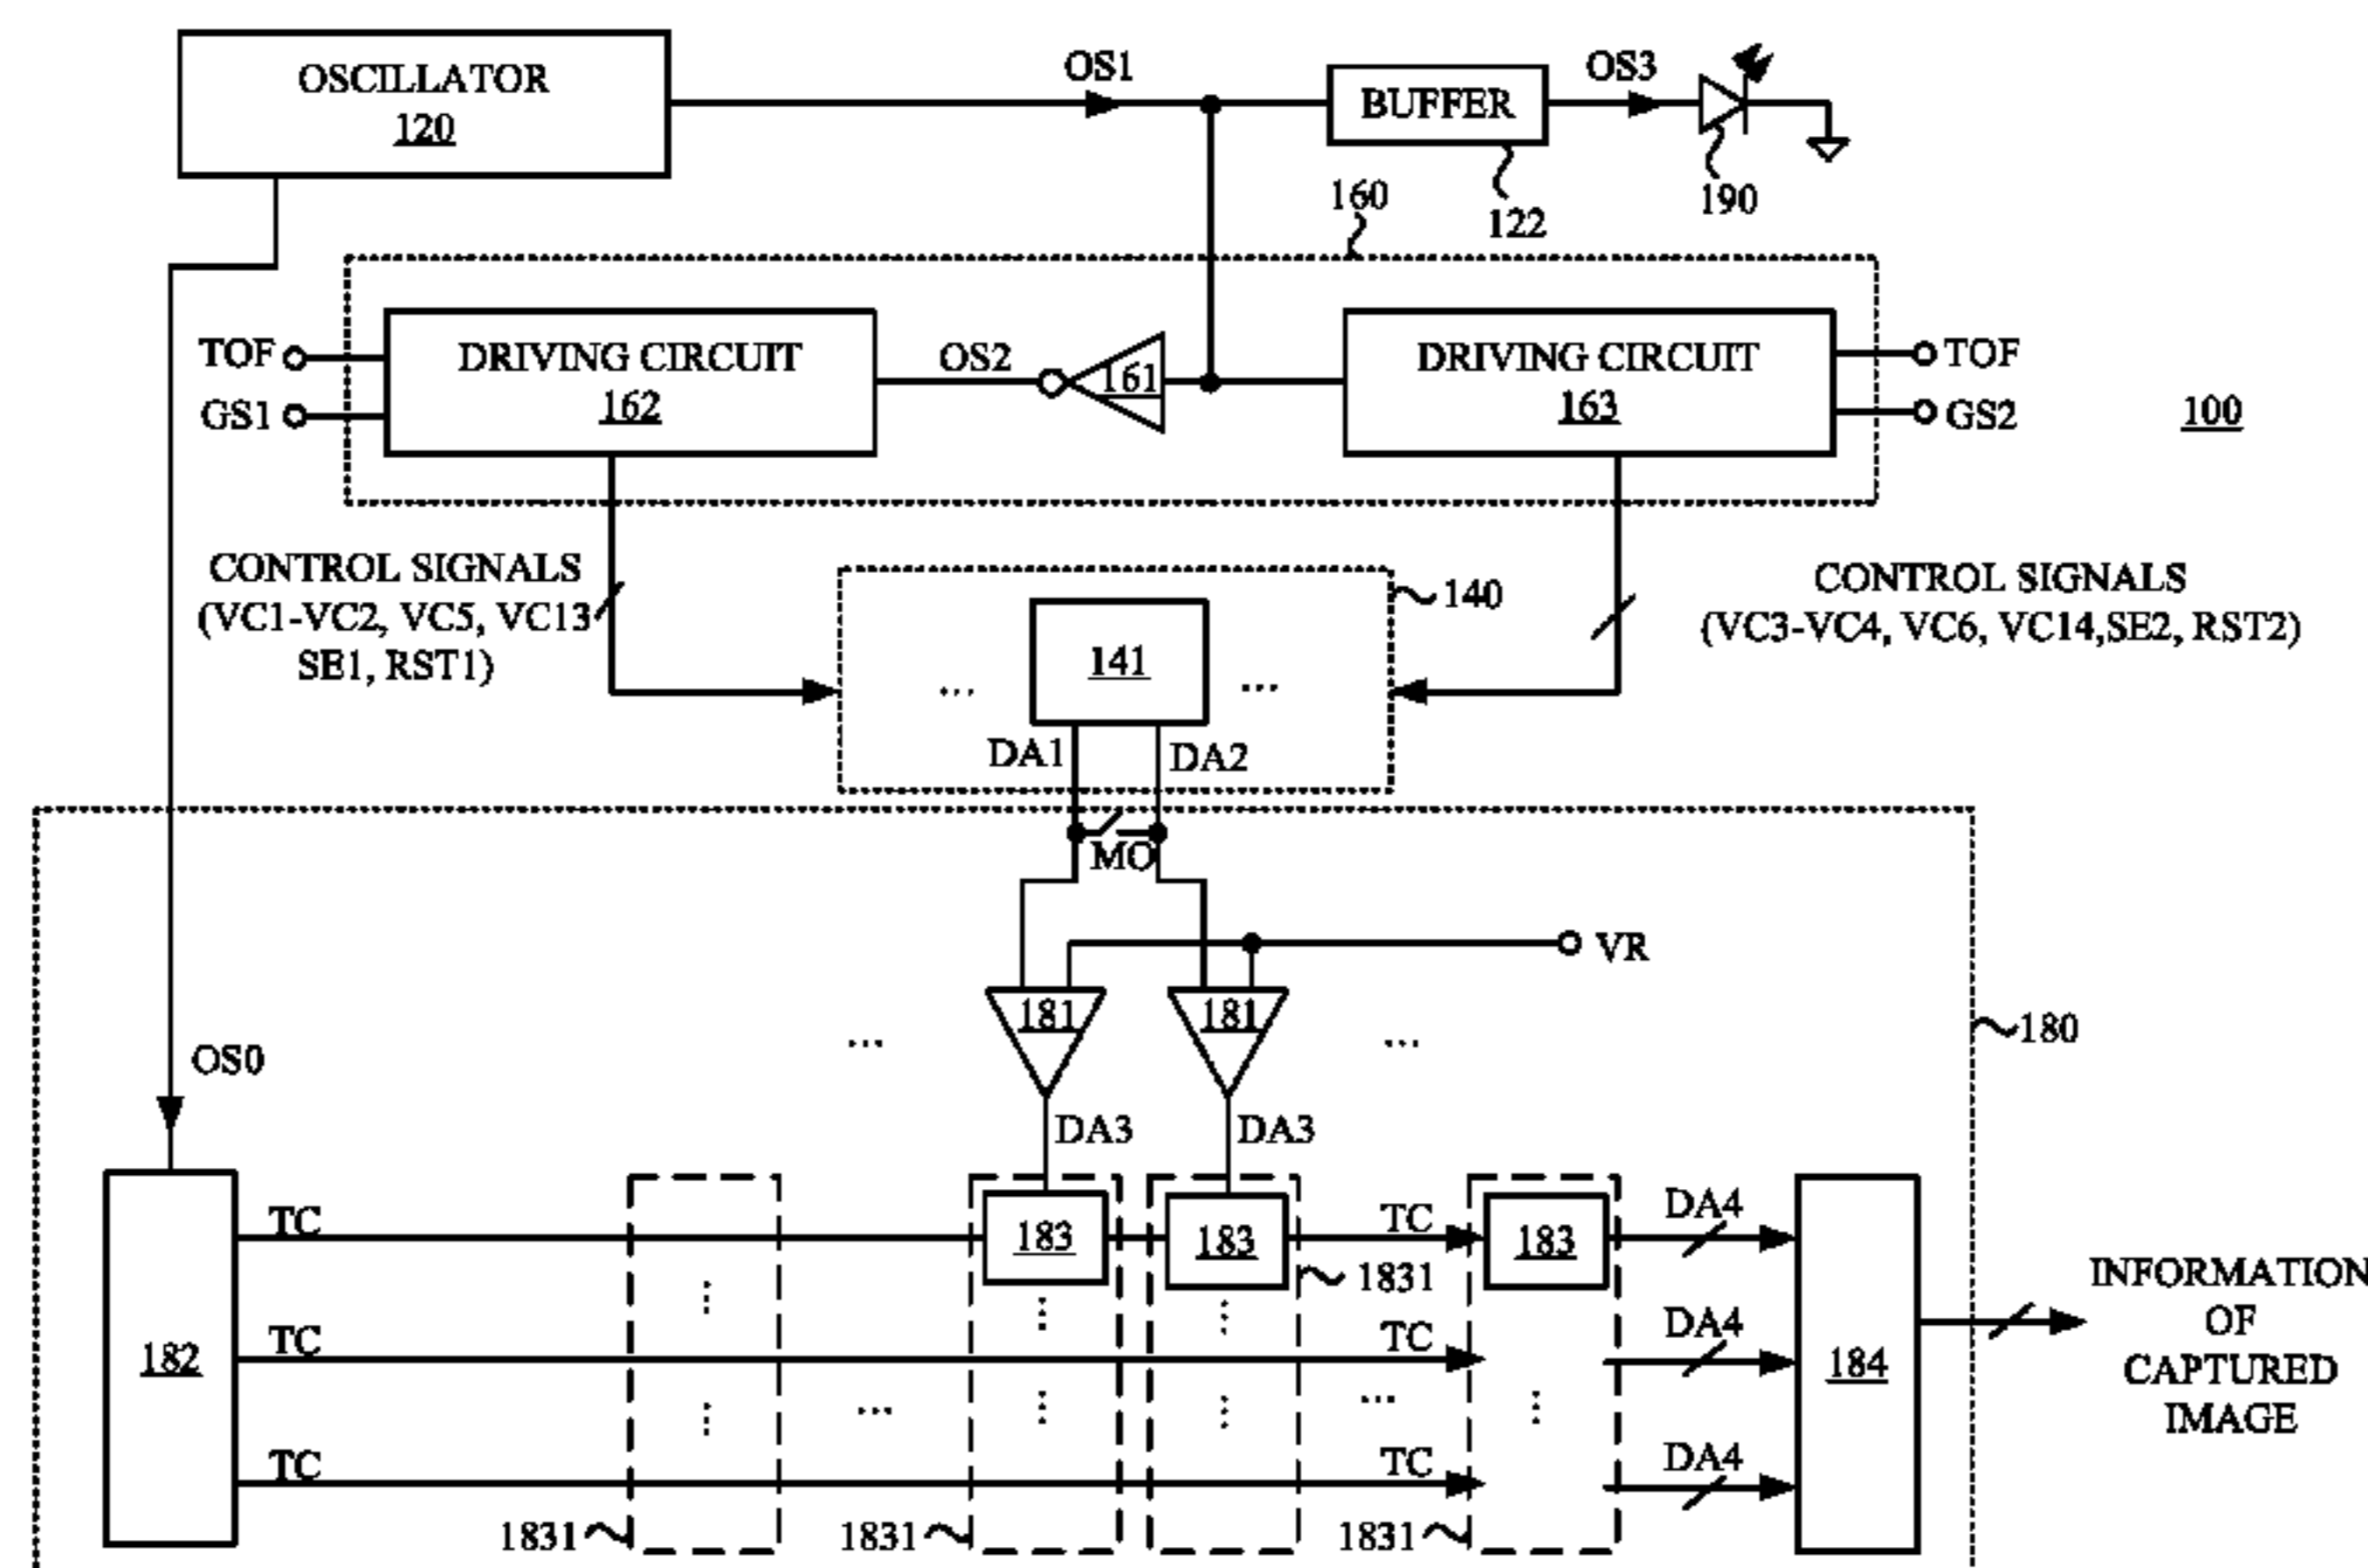 OSCILLATOR
120
OS1
BUFFER
OS3
122
190
160
TOF
GS1
DRIVING CIRCUIT
162
OS2
161
DRIVING CIRCUIT
163
TOF
GS2
100
CONTROL SIGNALS
(VC1-VC2, VC5, VC13
SE1, RST1)
141
... ...
140
CONTROL SIGNALS
(VC3-VC4, VC6, VC14,SE2, RST2)
DA1
DA2
MO
VR
181
181
... ...
180
OS0
DA3
DA3
182
TC
183
183
TC
183
DA4
1831
TC
TC
DA4
184
TC
TC
DA4
1831
1831
1831
INFORMATION
OF
CAPTURED
IMAGE